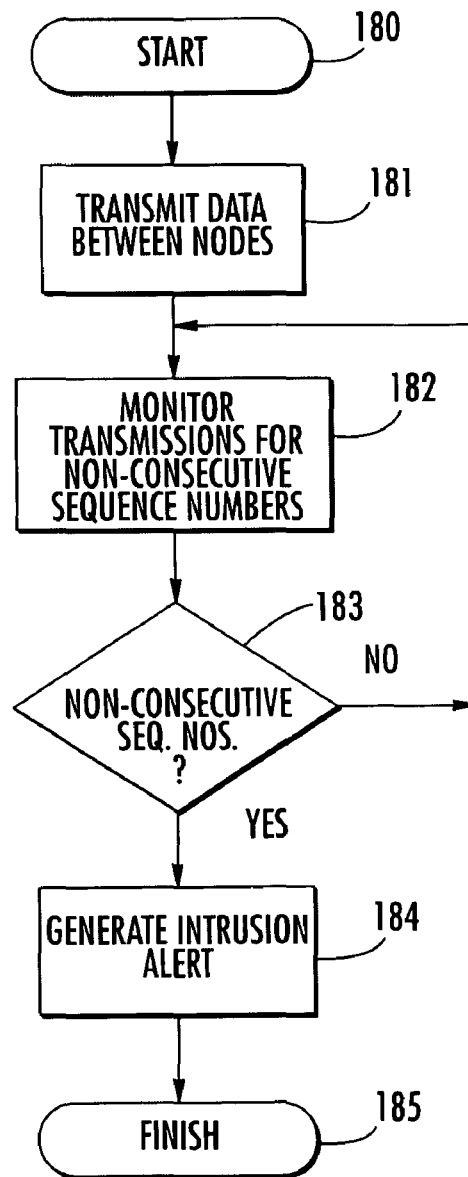 START
180
TRANSMIT DATA
BETWEEN NODES
181
MONITOR
TRANSMISSIONS FOR
NON-CONSECUTIVE
SEQUENCE NUMBERS
182
NON-CONSECUTIVE
SEQ. NOS.
?
183
NO
YES
GENERATE INTRUSION
ALERT
184
FINISH
185